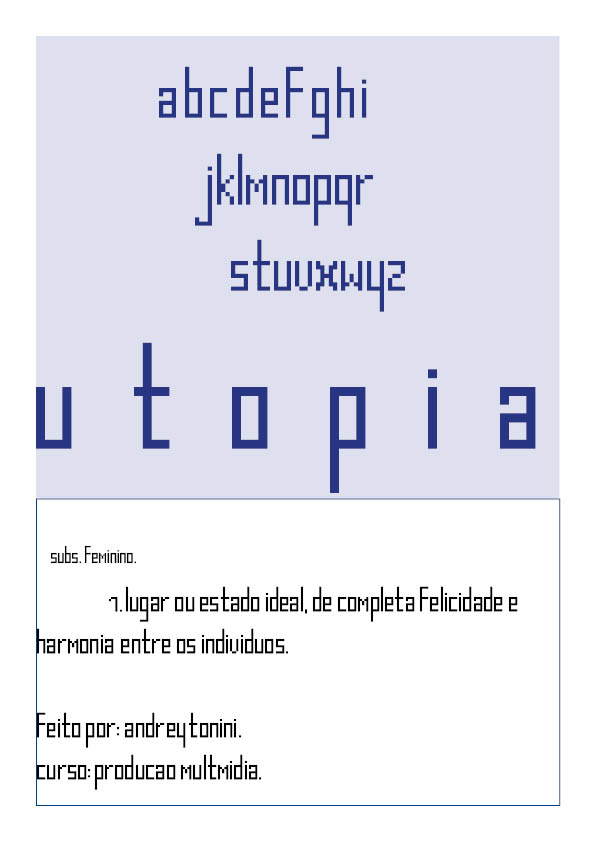 abcdeFghi
jklmnopqr
stuvxwyz
utopia
subs. Feminino.
1. lugar ou estado ideal, de completa Felicidade e
harmonia entre os individuos.
Feito por: andrey tonini.
curso: producao multmidia.